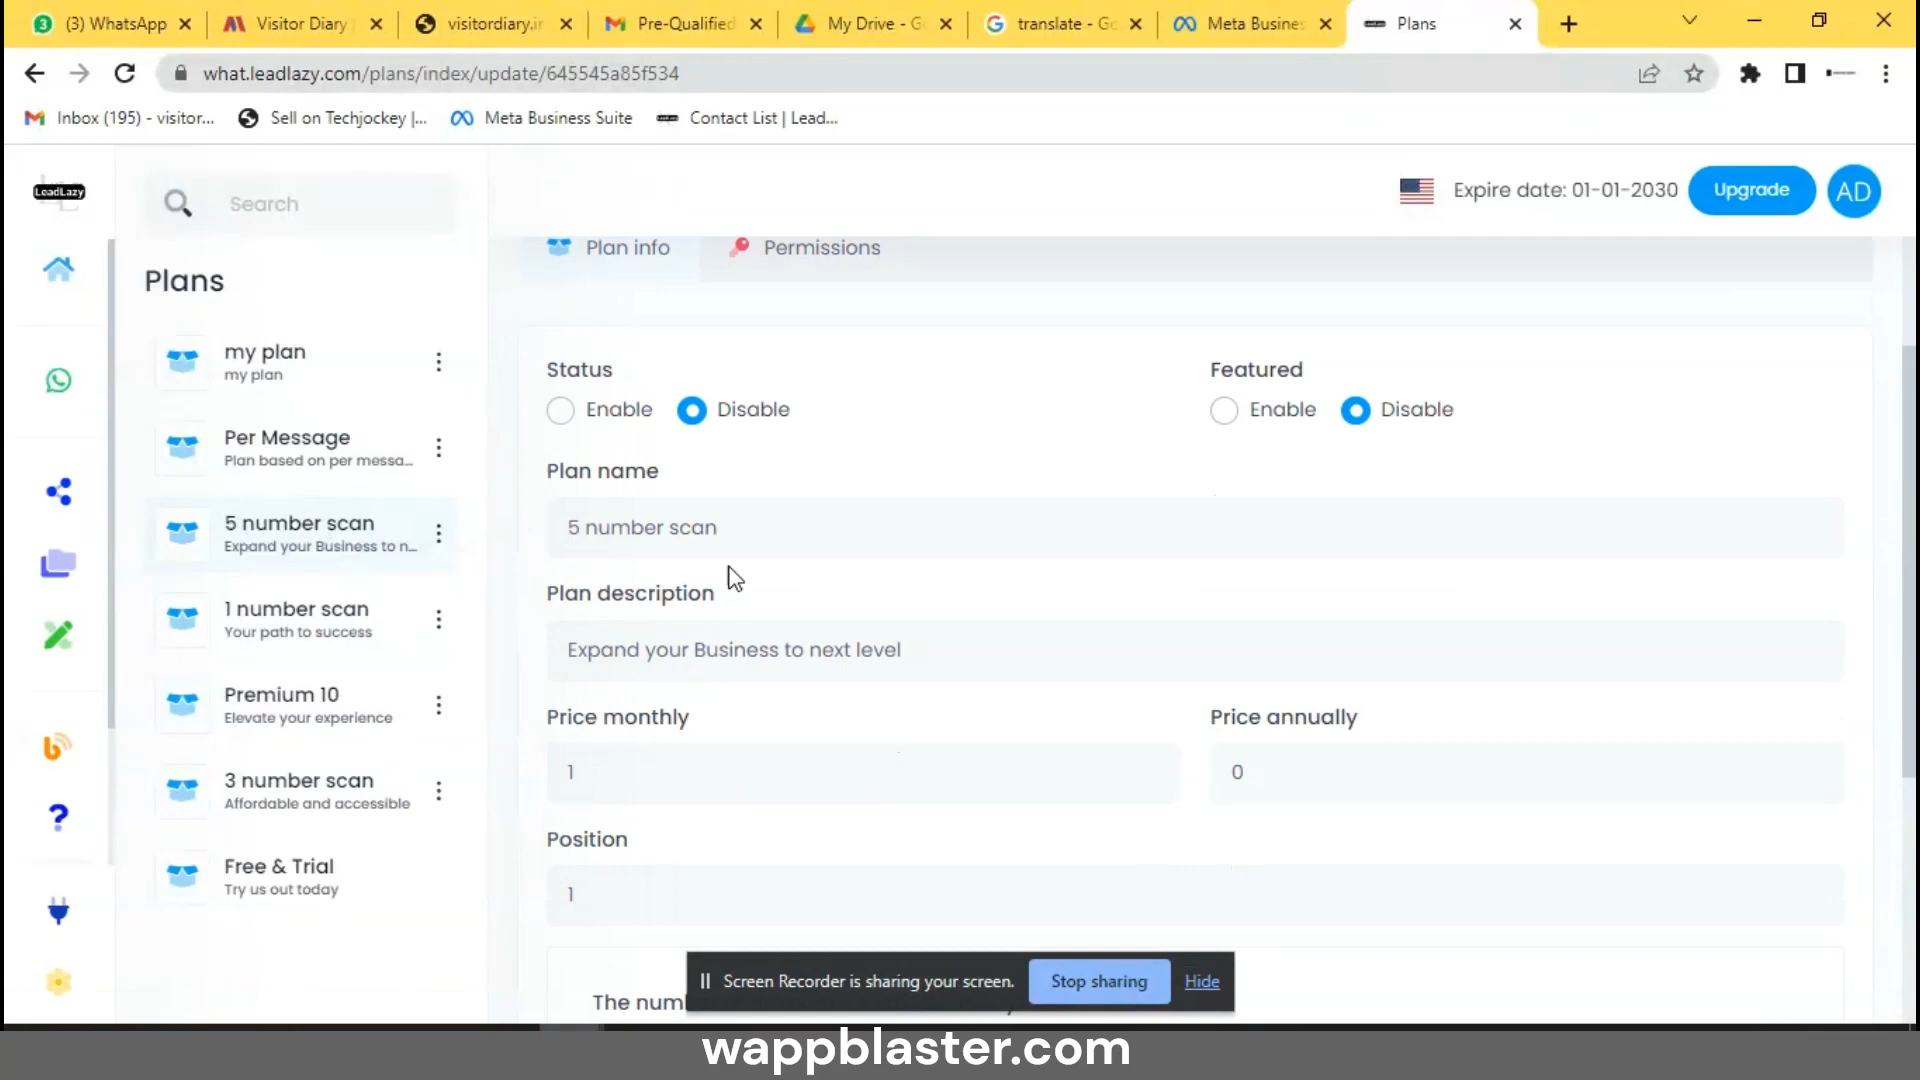 (3) WhatsApp
Visitor Diary
visitordiary.in
Pre-Qualified
My Drive - G
translate - Go
Meta Busines
Plans
what.leadlazy.com/plans/index/update/645545a85f534
Inbox (195) - visitor...
Sell on Techjockey |...
Meta Business Suite
Contact List | Lead...
LeadLazy
Search
Expire date: 01-01-2030
Upgrade
AD
Plan info
Permissions
Plans
my plan
my plan
Per Message
Plan based on per messa...
5 number scan
Expand your Business to n...
1 number scan
Your path to success
Premium 10
Elevate your experience
3 number scan
Affordable and accessible
Free & Trial
Try us out today
Status
Enable
Disable
Featured
Enable
Disable
Plan name
5 number scan
Plan description
Expand your Business to next level
Price monthly
Price annually
1
0
Position
1
The num
Screen Recorder is sharing your screen.
Stop sharing
Hide
wappblaster.com